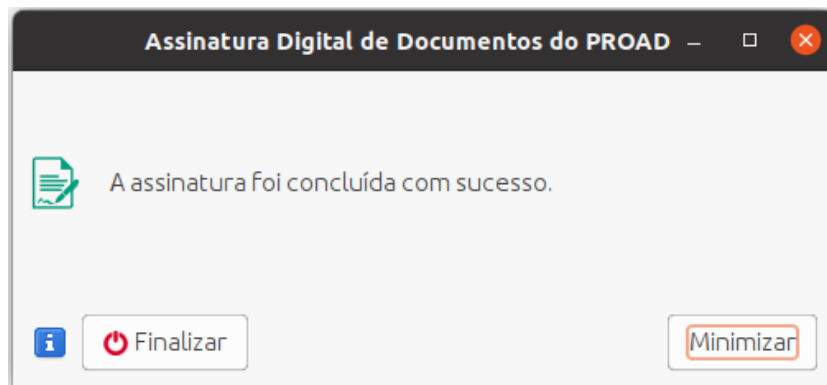 Assinatura Digital de Documentos do PROAD
A assinatura foi concluída com sucesso.
Finalizar
Minimizar